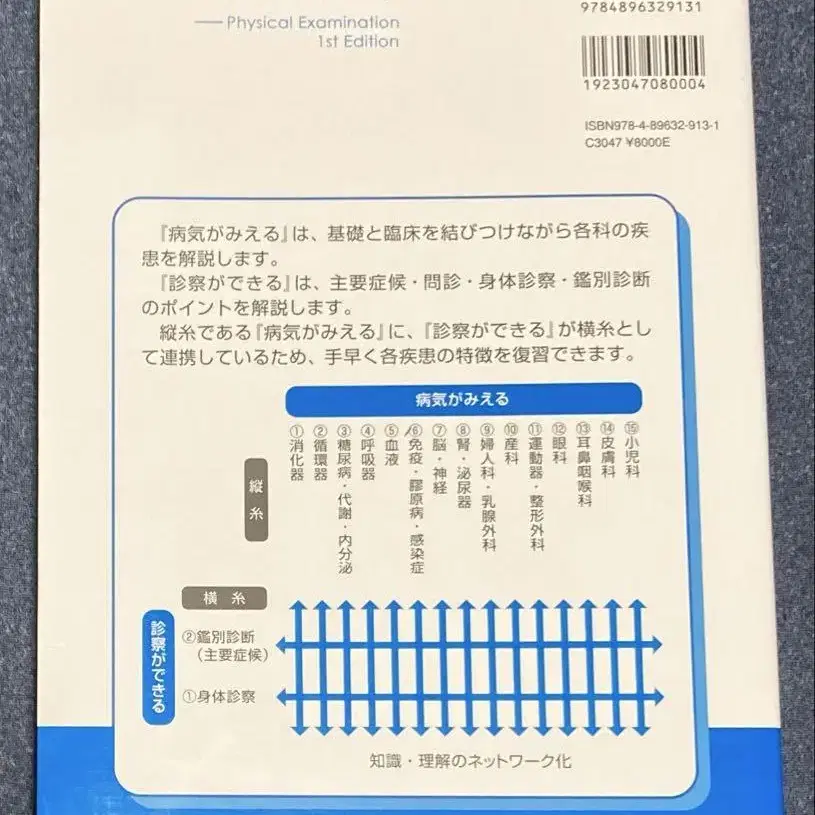 Physical Examination
1st Edition
9784896329131
1923047080004
ISBN978-4-89632-913-1
C3047 ¥8000E
『病気がみえる』は、基礎と臨床を結びつけながら各科の疾
患を解説します。
『診察ができる』は、主要症候・問診・身体診察・鑑別診断
のポイントを解説します。
縦糸である『病気がみえる』に、『診察ができる』が横糸とし
て連携しているため、手早く各疾患の特徴を復習できます。
病気がみえる
縦糸
①消化器
②循環器
③糖尿病・代謝・内分泌
④呼吸器
⑤血液
⑥免疫・膠原病・感染症
⑦脳・神経
⑧腎・泌尿器
⑨婦人科・乳腺外科
⑩産科
⑪運動器・整形外科
⑫眼科
⑬耳鼻咽喉科
⑭皮膚科
⑮小児科
横糸
診察ができる
②鑑別診断
(主要症候)
①身体診察
知識・理解のネットワーク化